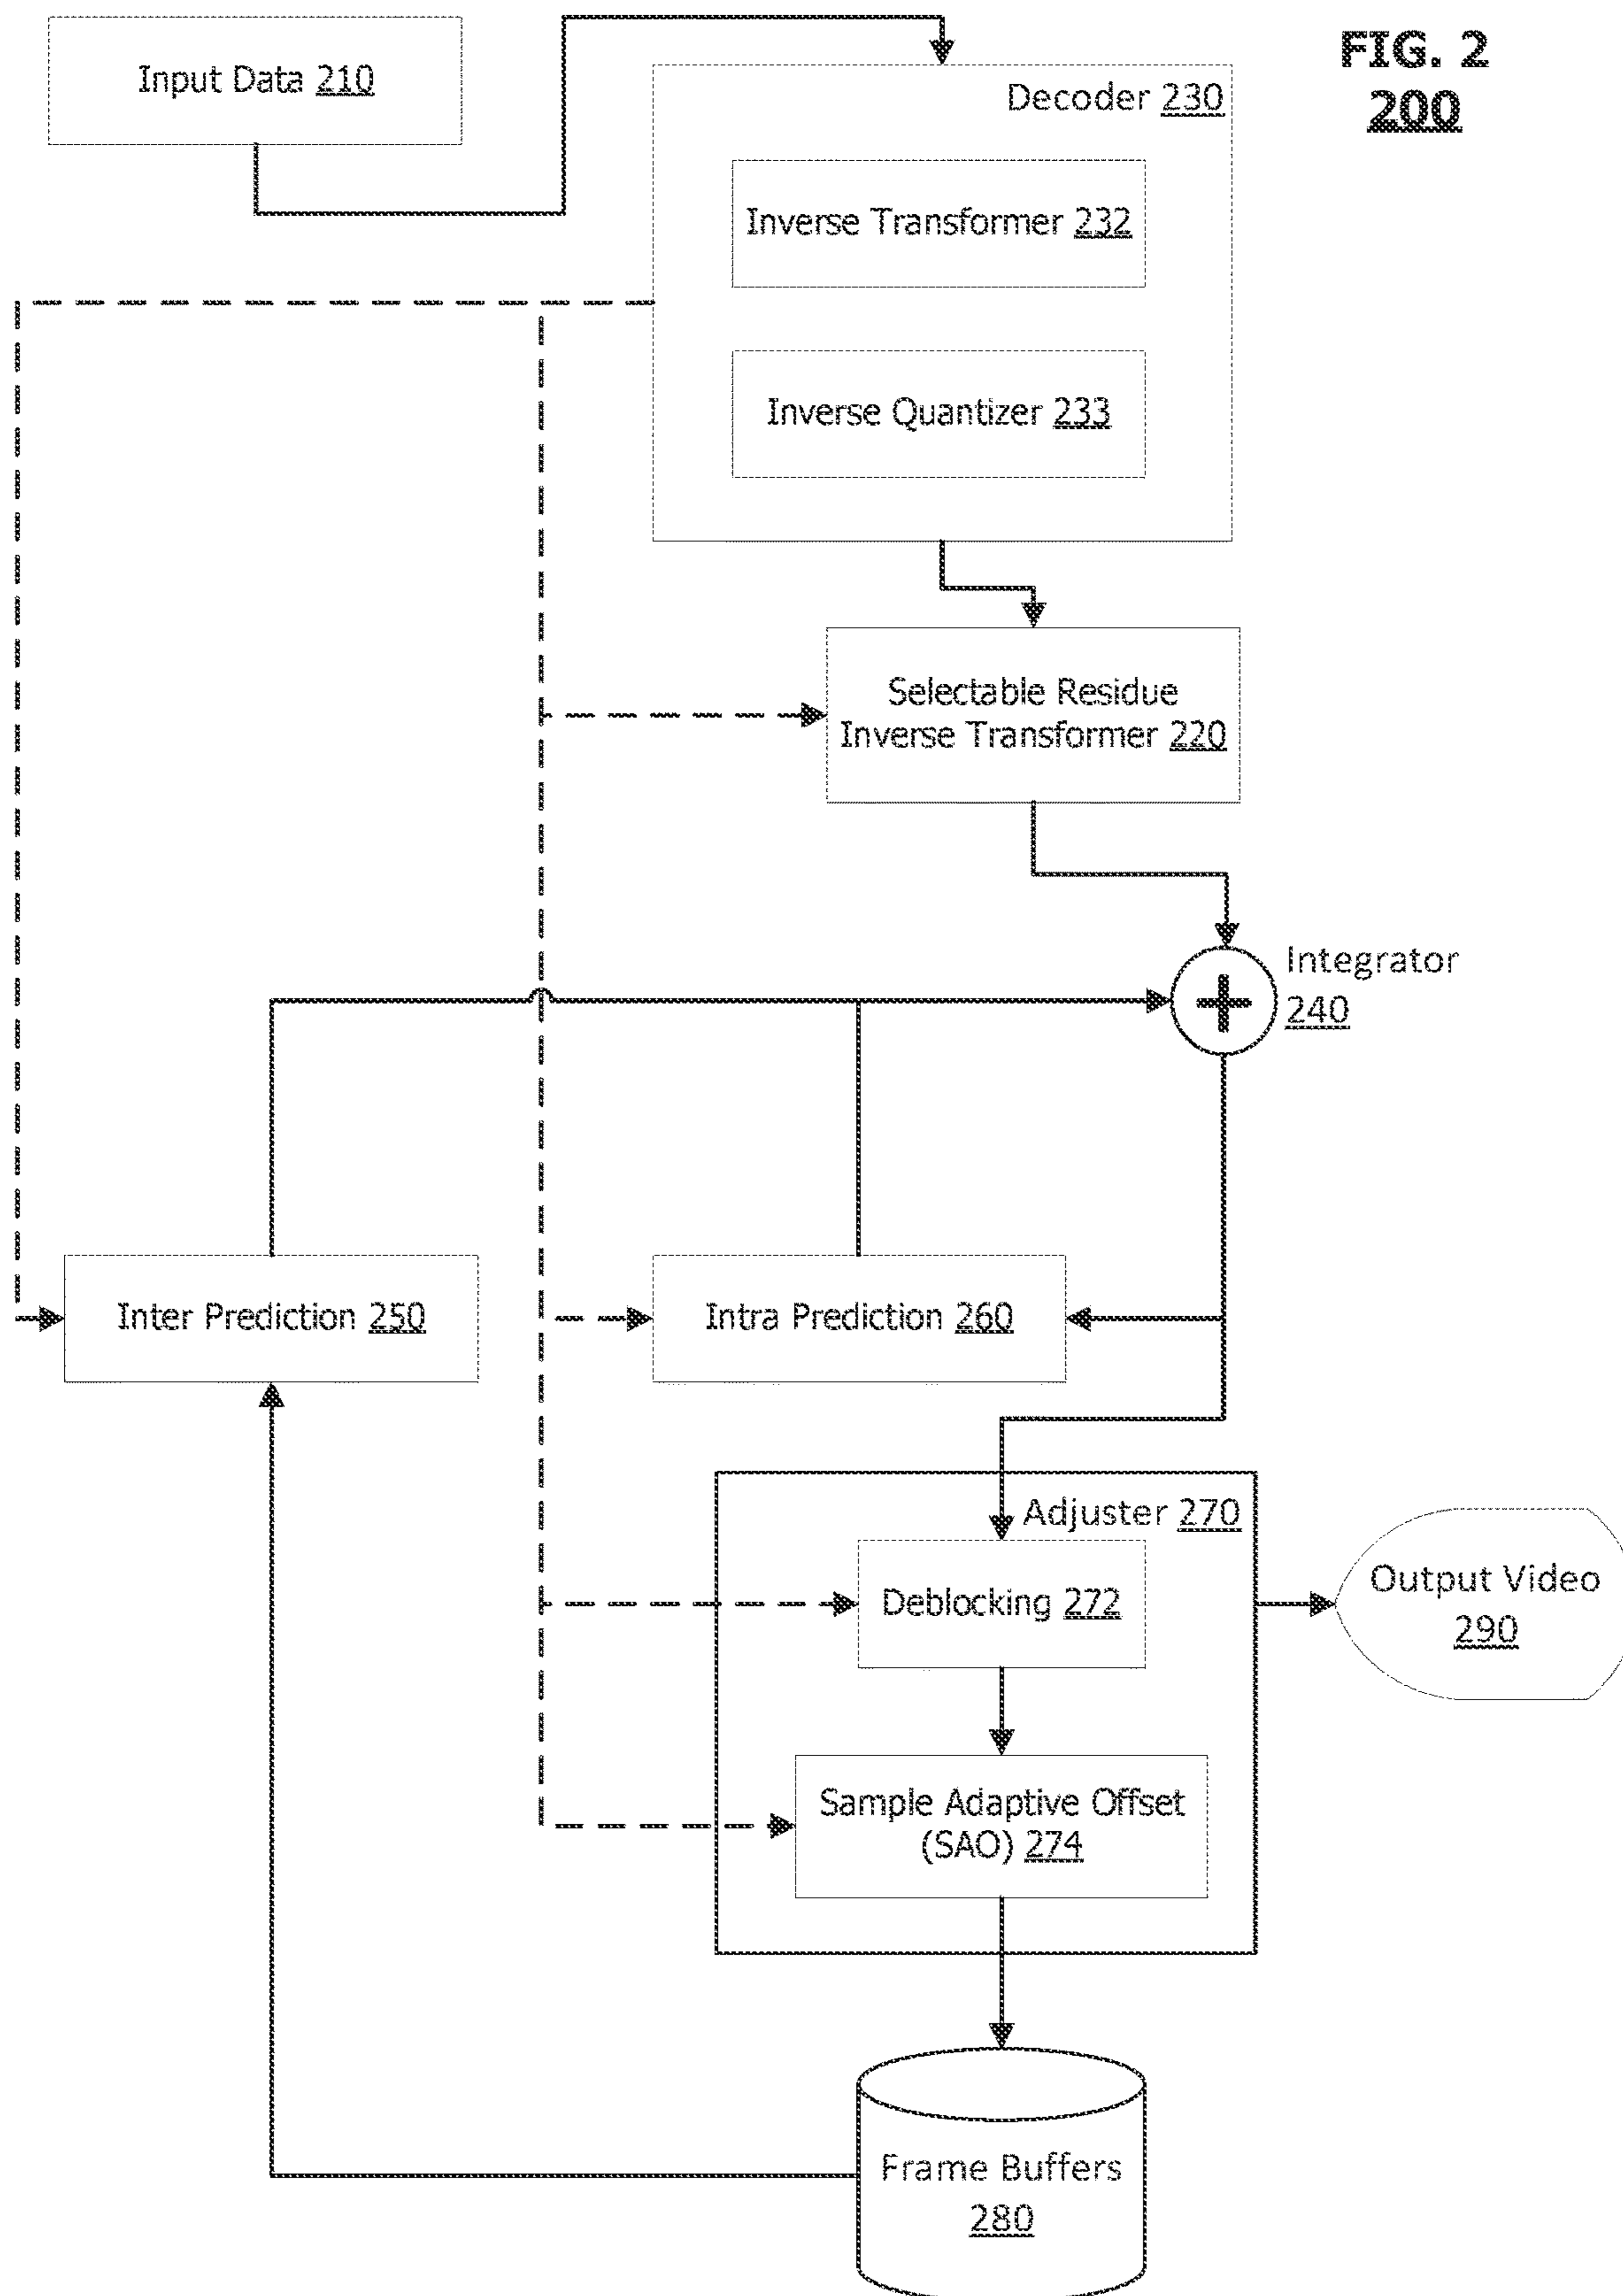 FIG. 2
200
Input Data 210
Decoder 230
Inverse Transformer 232
Inverse Quantizer 233
Selectable Residue
Inverse Transformer 220
Integrator
240
Inter Prediction 250
Intra Prediction 260
Adjuster 270
Deblocking 272
Output Video
290
Sample Adaptive Offset
(SAO) 274
Frame Buffers
280